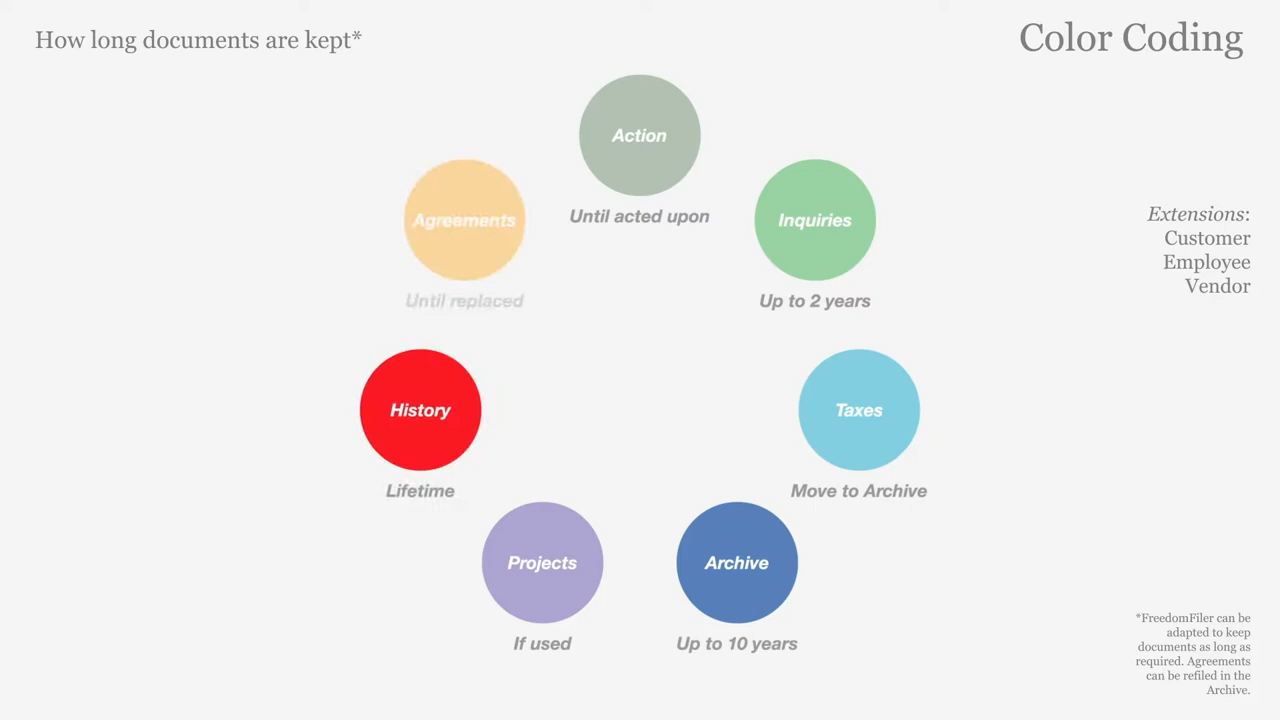 How long documents are kept*
Color Coding
Action
Until acted upon
Agreements
Until replaced
Inquiries
Up to 2 years
Extensions:
Customer
Employee
Vendor
History
Lifetime
Taxes
Move to Archive
Projects
If used
Archive
Up to 10 years
*FreedomFiler can be
adapted to keep
documents as long as
required. Agreements
can be refiled in the
Archive.